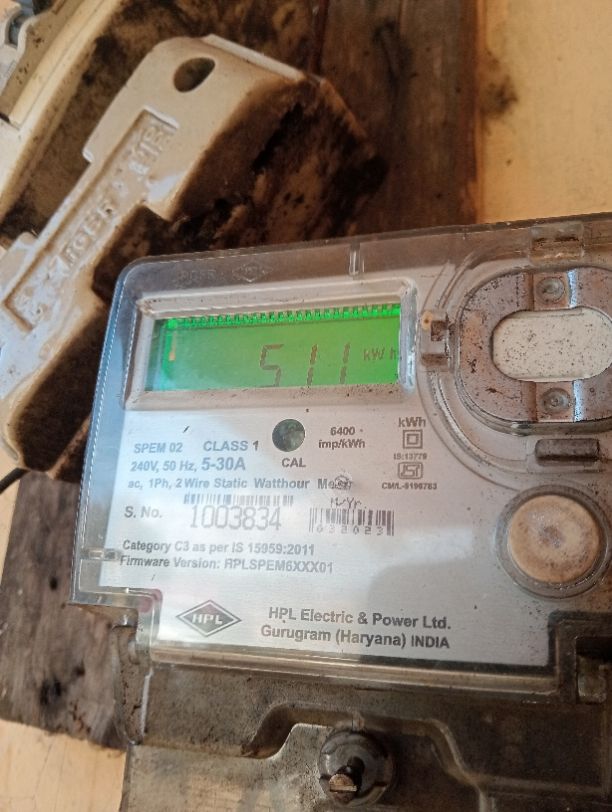 511 kWh
6400 imp/kWh
kWh
SPEM 02 CLASS 1
240V, 50 Hz, 5-30A CAL
IS:13779
ac, 1Ph, 2 Wire Static Watthour Meter
CM/L-9196783
M/Yr.
S. No. 1003834
032023
Category C3 as per IS 15959:2011
Firmware Version: RPLSPEM6XXX01
HPL HPL Electric & Power Ltd.
Gurugram (Haryana) INDIA